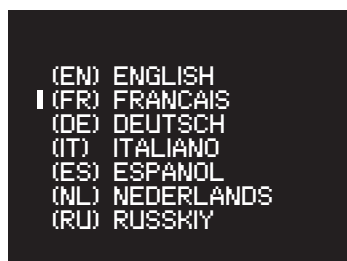 (EN) ENGLISH
(FR) FRANCAIS
(DE) DEUTSCH
(IT) ITALIANO
(ES) ESPANOL
(NL) NEDERLANDS
(RU) RUSSKIY